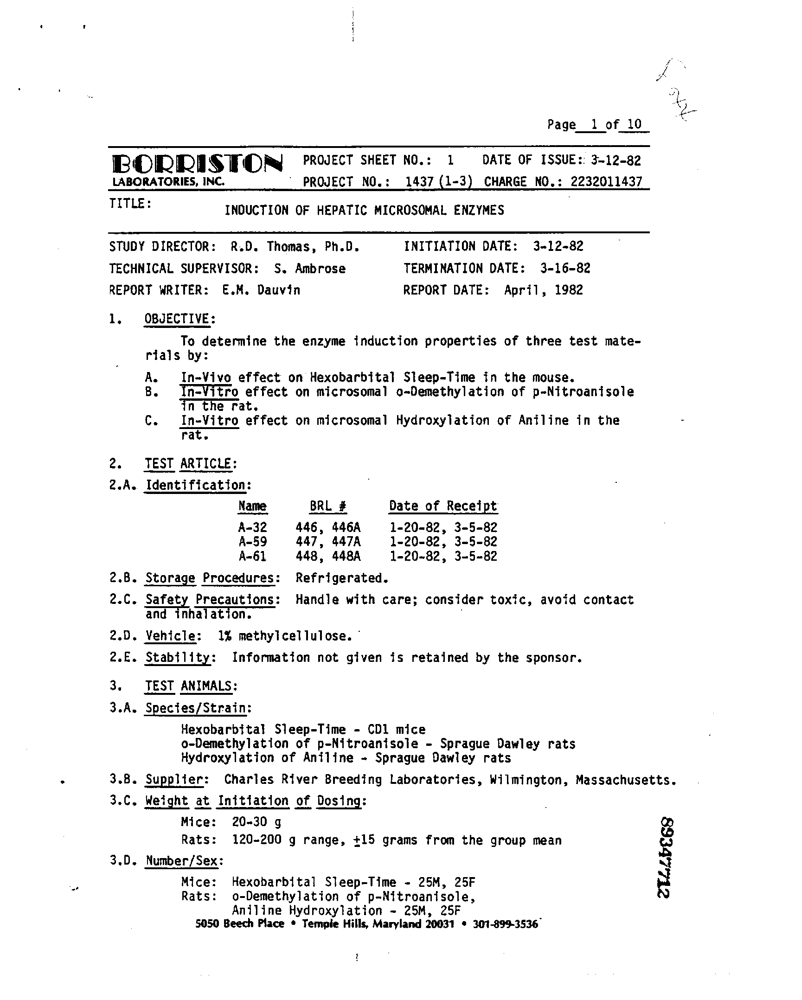 Page 1 of 10
BORRISTON PROJECT SHEET NO.: 1 DATE OF ISSUE: 3-12-82
LABORATORIES, INC. PROJECT NO.: 1437 (1-3) CHARGE NO.: 2232011437
TITLE: INDUCTION OF HEPATIC MICROSOMAL ENZYMES
STUDY DIRECTOR: R.D. Thomas, Ph.D. INITIATION DATE: 3-12-82
TECHNICAL SUPERVISOR: S. Ambrose TERMINATION DATE: 3-16-82
REPORT WRITER: E.M. Dauvin REPORT DATE: April, 1982
1. OBJECTIVE:
To determine the enzyme induction properties of three test mate-
rials by:
A. In-Vivo effect on Hexobarbital Sleep-Time in the mouse.
B. In-Vitro effect on microsomal o-Demethylation of p-Nitroanisole
in the rat.
C. In-Vitro effect on microsomal Hydroxylation of Aniline in the
rat.
2. TEST ARTICLE:
2.A. Identification:
Name BRL # Date of Receipt
A-32 446, 446A 1-20-82, 3-5-82
A-59 447, 447A 1-20-82, 3-5-82
A-61 448, 448A 1-20-82, 3-5-82
2.B. Storage Procedures: Refrigerated.
2.C. Safety Precautions: Handle with care; consider toxic, avoid contact
and inhalation.
2.D. Vehicle: 1% methylcellulose.
2.E. Stability: Information not given is retained by the sponsor.
3. TEST ANIMALS:
3.A. Species/Strain:
Hexobarbital Sleep-Time - CD1 mice
o-Demethylation of p-Nitroanisole - Sprague Dawley rats
Hydroxylation of Aniline - Sprague Dawley rats
3.B. Supplier: Charles River Breeding Laboratories, Wilmington, Massachusetts.
3.C. Weight at Initiation of Dosing:
Mice: 20-30 g
Rats: 120-200 g range, ±15 grams from the group mean
3.D. Number/Sex:
Mice: Hexobarbital Sleep-Time - 25M, 25F
Rats: o-Demethylation of p-Nitroanisole,
Aniline Hydroxylation - 25M, 25F
5050 Beech Place • Temple Hills, Maryland 20031 • 301-899-3536
89347712